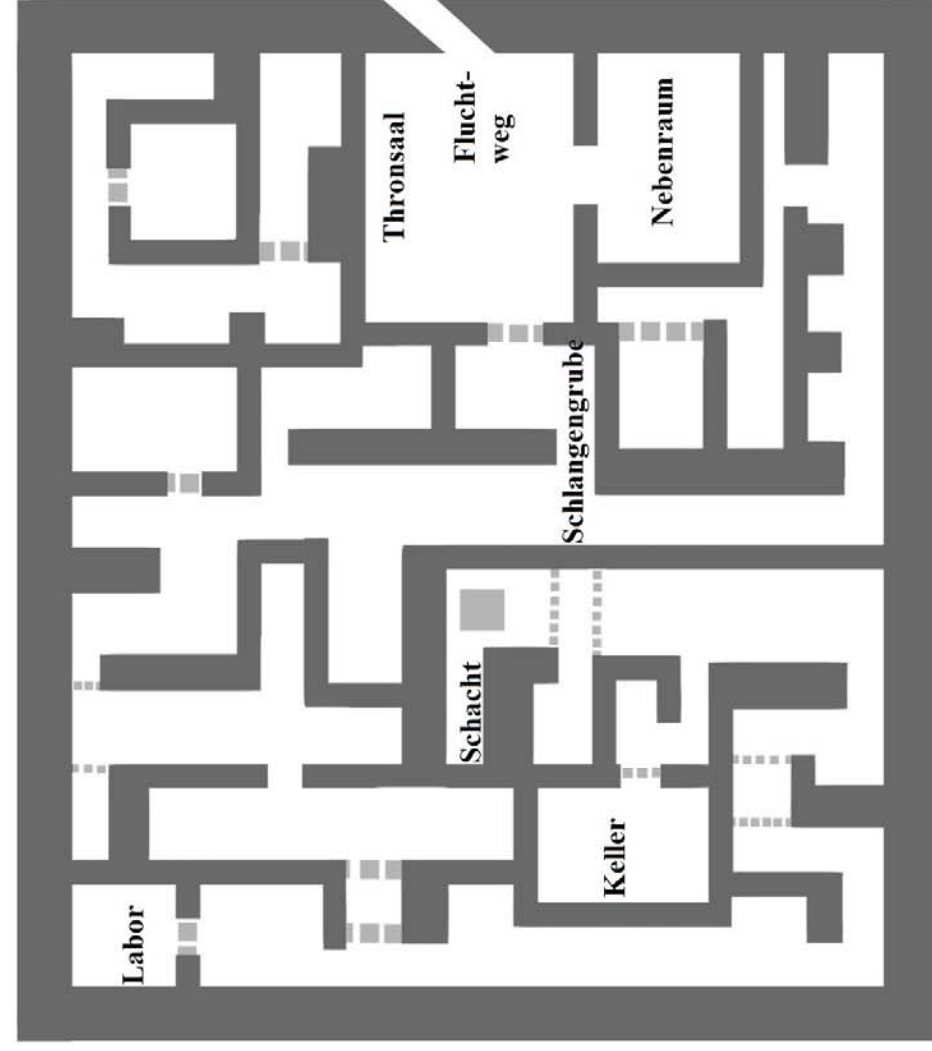 Thronsaal
Flucht-
weg
Nebenraum
Schlangengrube
Schacht
Keller
Labor